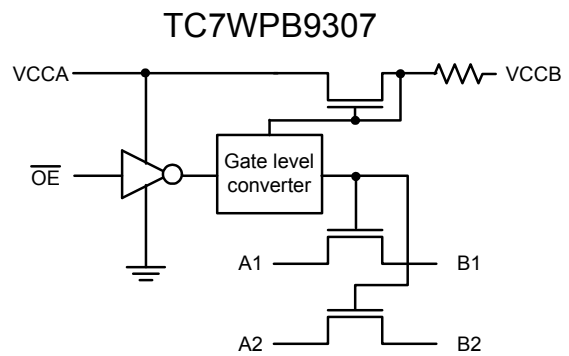 TC7WPB9307
VCCA
VCCB
OE
Gate level
converter
A1
B1
A2
B2